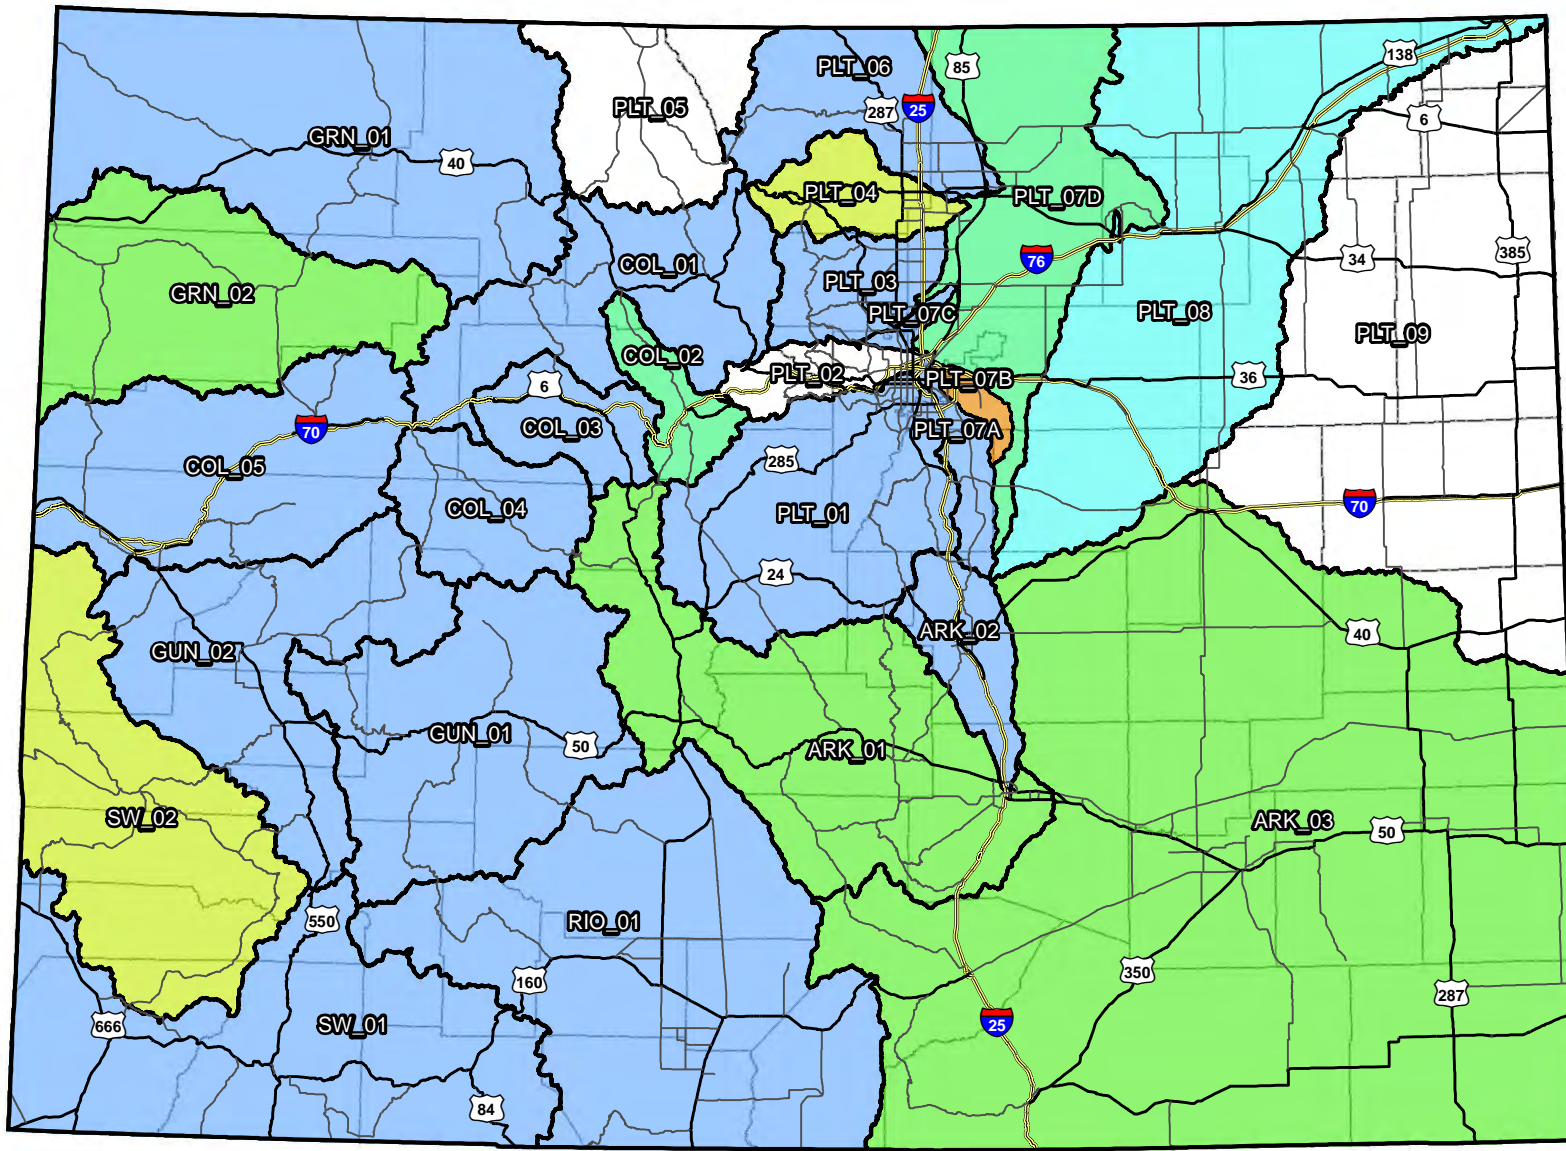 138
PLT_06
85
PLT_05
287
25
6
GRN_01
40
PLT_04
PLT_07D
385
34
COL_01
76
PLT_03
GRN_02
PLT_07C
PLT_08
PLT_09
COL_02
PLT_02
PLT_07B
36
6
COL_03
70
PLT_07A
COL_05
285
COL_04
PLT_01
70
24
ARK_02
40
GUN_02
GUN_01
50
ARK_01
SW_02
ARK_03
50
550
RIO_01
160
350
287
666
SW_01
25
84